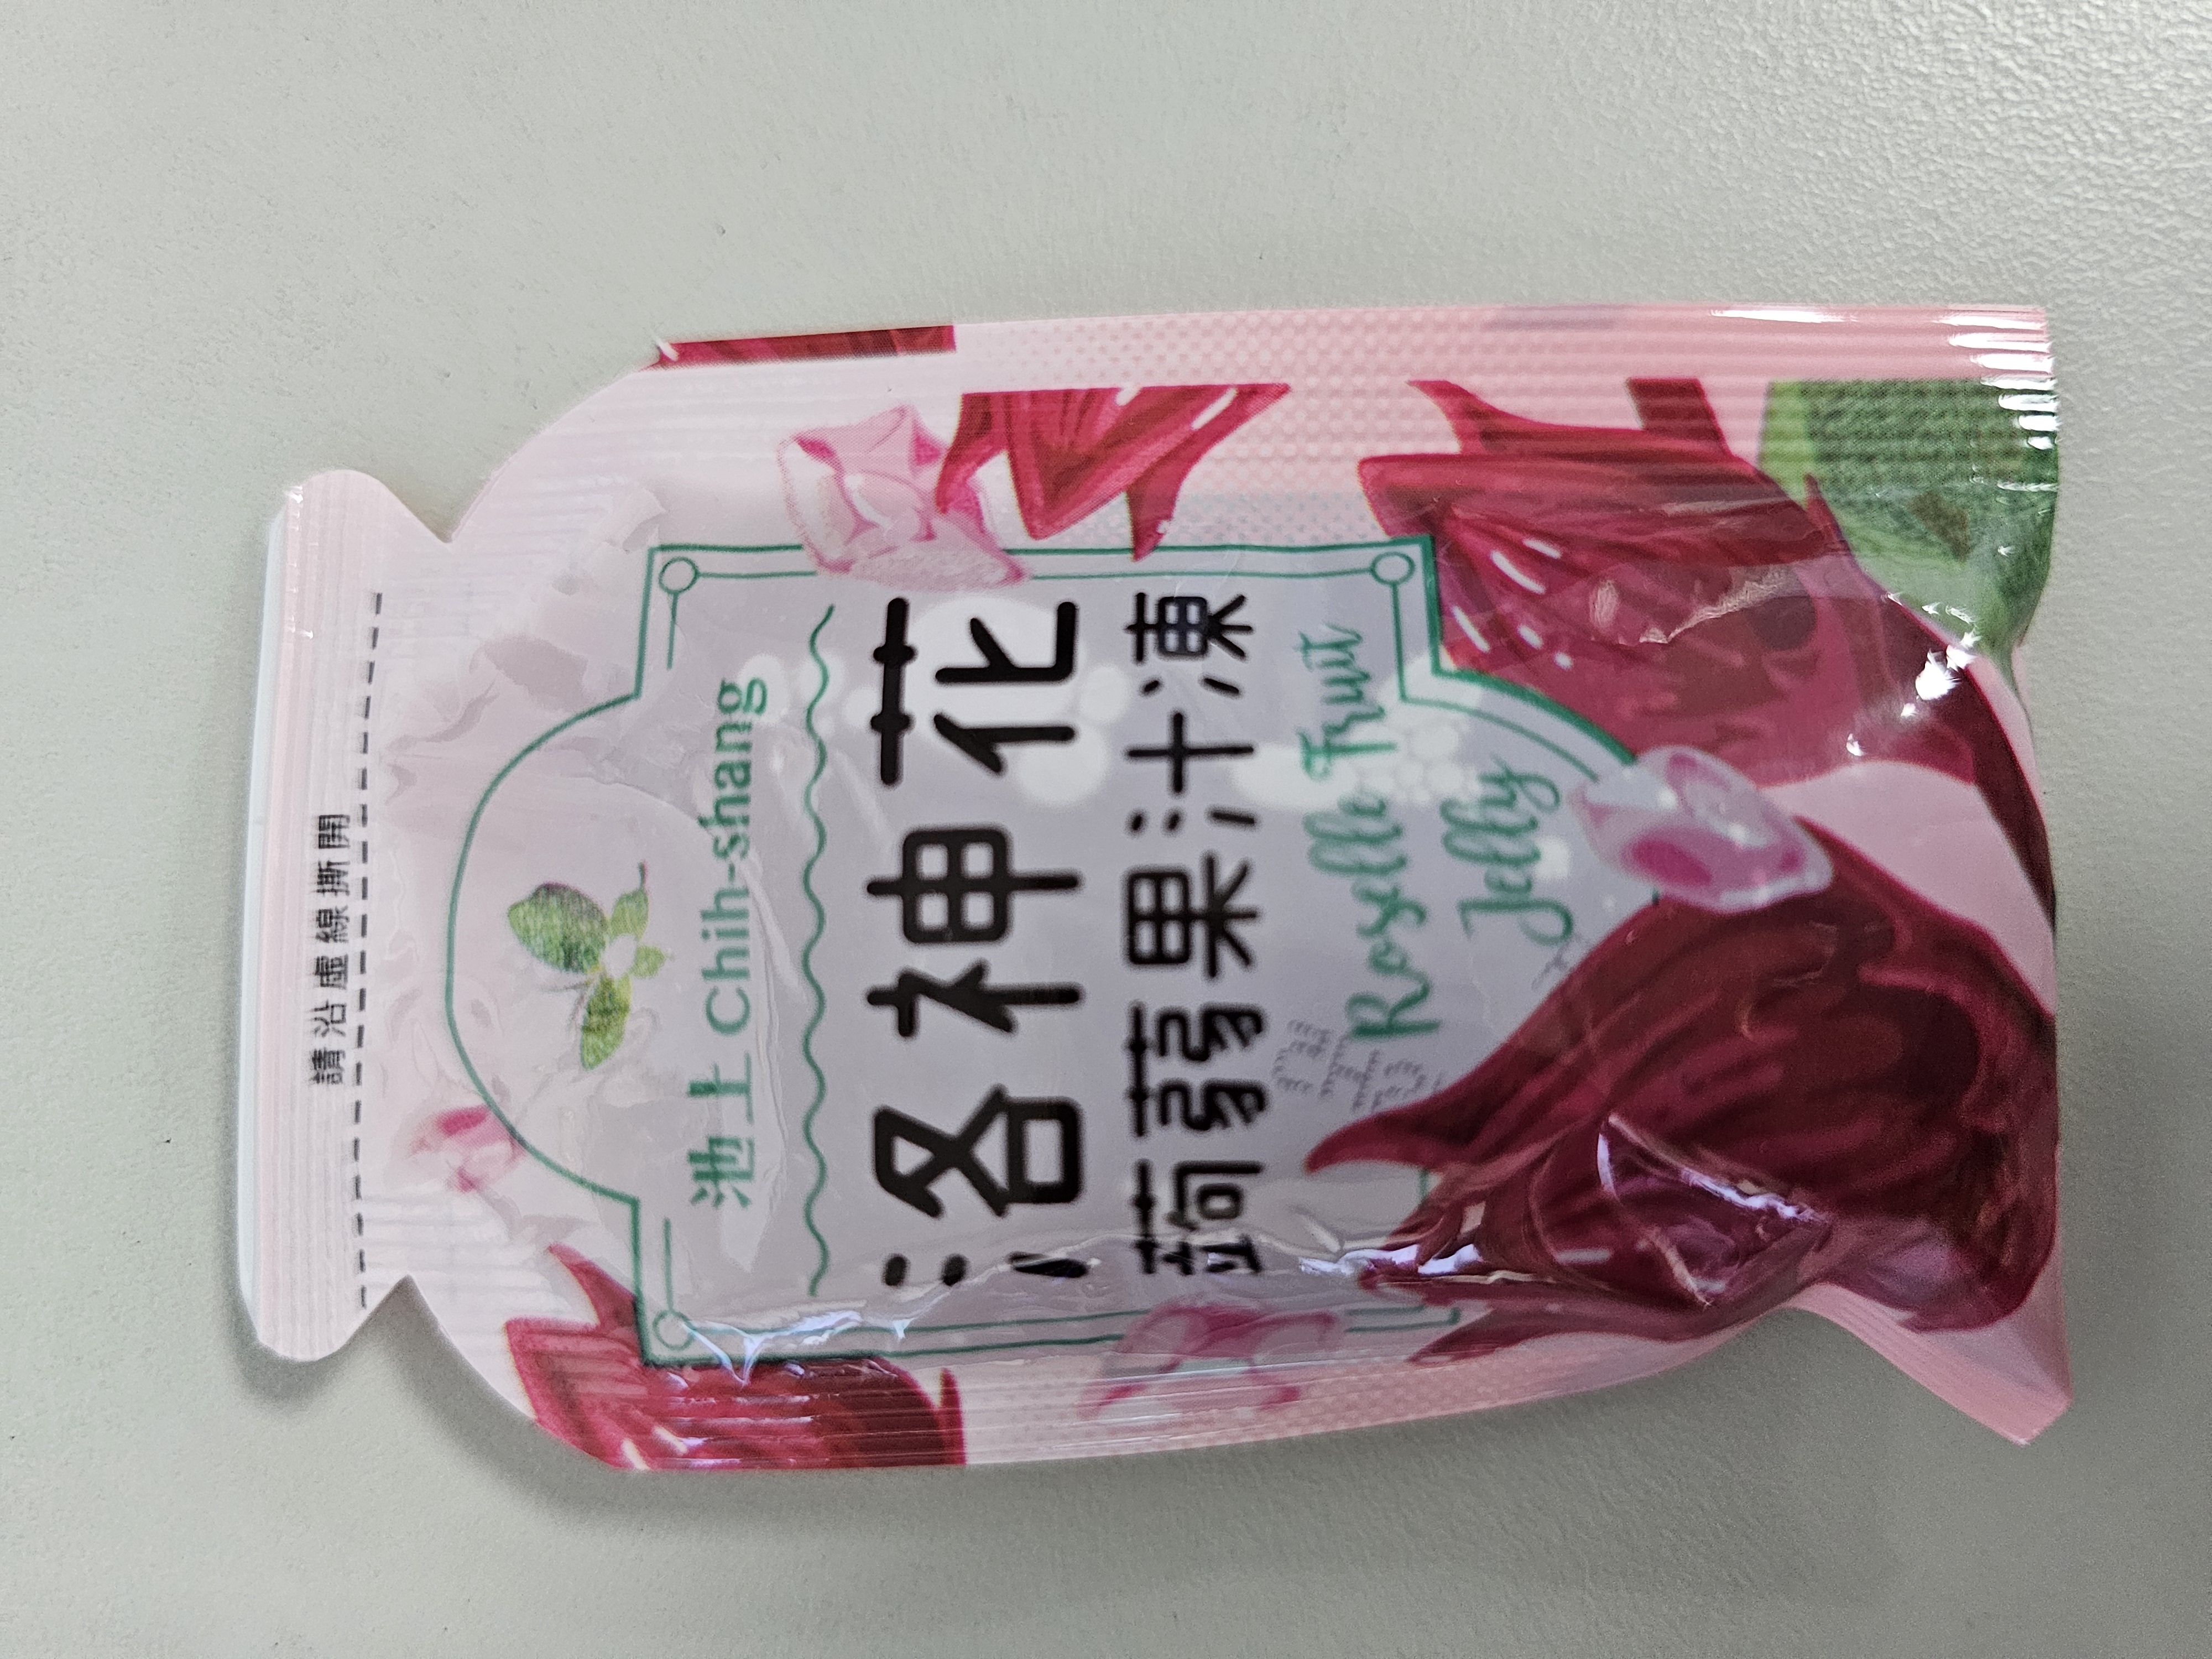 請沿虛線撕開
池上 Chih-shang
洛神花
蒟蒻果汁凍
Roselle Fruit
Jelly